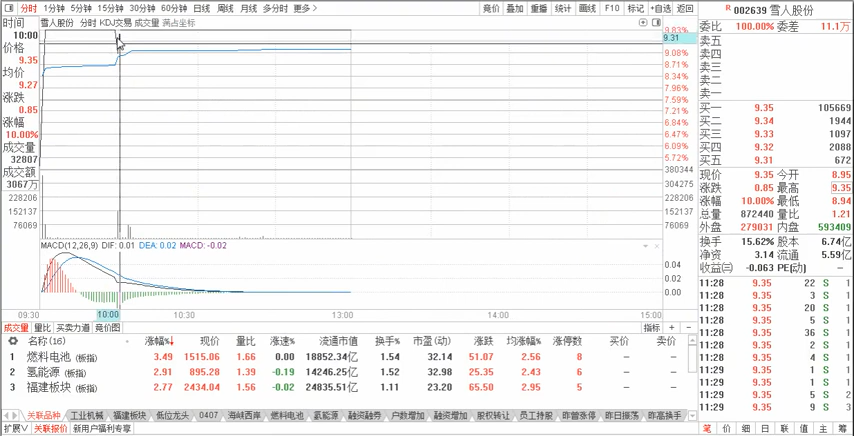 分时 1分钟 5分钟 15分钟 30分钟 60分钟 日线 周线 月线 多分时 更多> 竞价 叠加 重播 统计 画线 F10 标记 +自选 返回
R 002639 雪人股份
时间 雪人股份 分时 KDJ交易 成交量 满占坐标
委比 100.00% 委差 11.1万
10:00
价格
9.35
均价
9.27
涨跌
0.85
涨幅
10.00%
成交量
32807
成交额
3067万
228206
152137
76069
9.83%
9.31
9.08%
8.71%
8.34%
7.96%
7.59%
7.21%
6.84%
6.47%
6.09%
5.72%
380344
304275
228206
152137
76069
MACD(12,26,9) DIF: 0.01 DEA: 0.02 MACD: -0.02
0.04
0.02
0.00
09:30 10:00 10:30 13:00 14:00 15:00
卖五
卖四
卖三
卖二
卖一
买一 9.35 105669
买二 9.34 1944
买三 9.33 1097
买四 9.32 2088
买五 9.31 672
现价 9.35 今开 8.95
涨跌 0.85 最高 9.35
涨幅 10.00% 最低 8.94
总量 872440 量比 1.21
外盘 279031 内盘 593409
换手 15.62% 股本 6.74亿
净资 3.14 流通 5.59亿
收益㈢ -0.063 PE(动) —
11:28 9.35 22 S 1
11:28 9.35 3 S 1
11:28 9.35 20 S 1
11:28 9.35 5 S 1
11:28 9.35 36 S 1
11:28 9.35 2 S 1
11:28 9.35 4 S 1
11:29 9.35 1 S 1
11:29 9.35 5 S 2
11:29 9.35 9 S 3
成交量 量比 买卖力道 竞价图 指标 + −
名称(16) 涨幅% 现价 量比 涨速% 流通市值 换手% 市盈(动) 涨跌 均涨幅% 涨停数 买价 卖价
1 燃料电池 (板指) 3.49 1515.06 1.66 0.00 18852.34亿 1.54 32.14 51.07 2.56 8 — —
2 氢能源 (板指) 2.91 895.28 1.39 -0.19 14246.25亿 1.52 32.98 25.35 2.43 6 — —
3 福建板块 (板指) 2.77 2434.04 1.56 -0.02 24835.51亿 1.11 23.20 65.50 2.95 5 — —
关联品种 工业机械 福建板块 低位龙头 0407 海峡西岸 燃料电池 氢能源 融资融券 户数增加 融资增加 股权转让 员工持股 昨曾涨停 昨日振荡 昨高换手
扩展∨ 关联报价 新用户福利专享
笔 价 细 日 联 值 主 筹